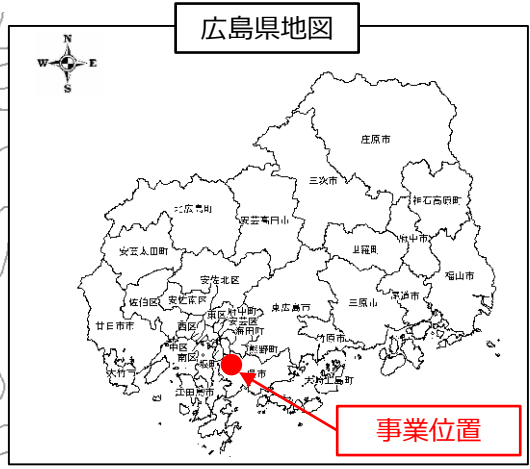 広島県地図
N
W E
S
庄原市
三次市
神石高原町
北広島町
安芸高田市
府中市
世羅町
安芸太田町
福山市
安佐北区
尾道市
佐伯区
安佐南区
東広島市
三原市
府中町
東区
安芸区
廿日市市
西区
海田町
竹原市
中区
熊野町
南区
坂町
大竹市
大崎上島町
呉市
江田島市
事業位置